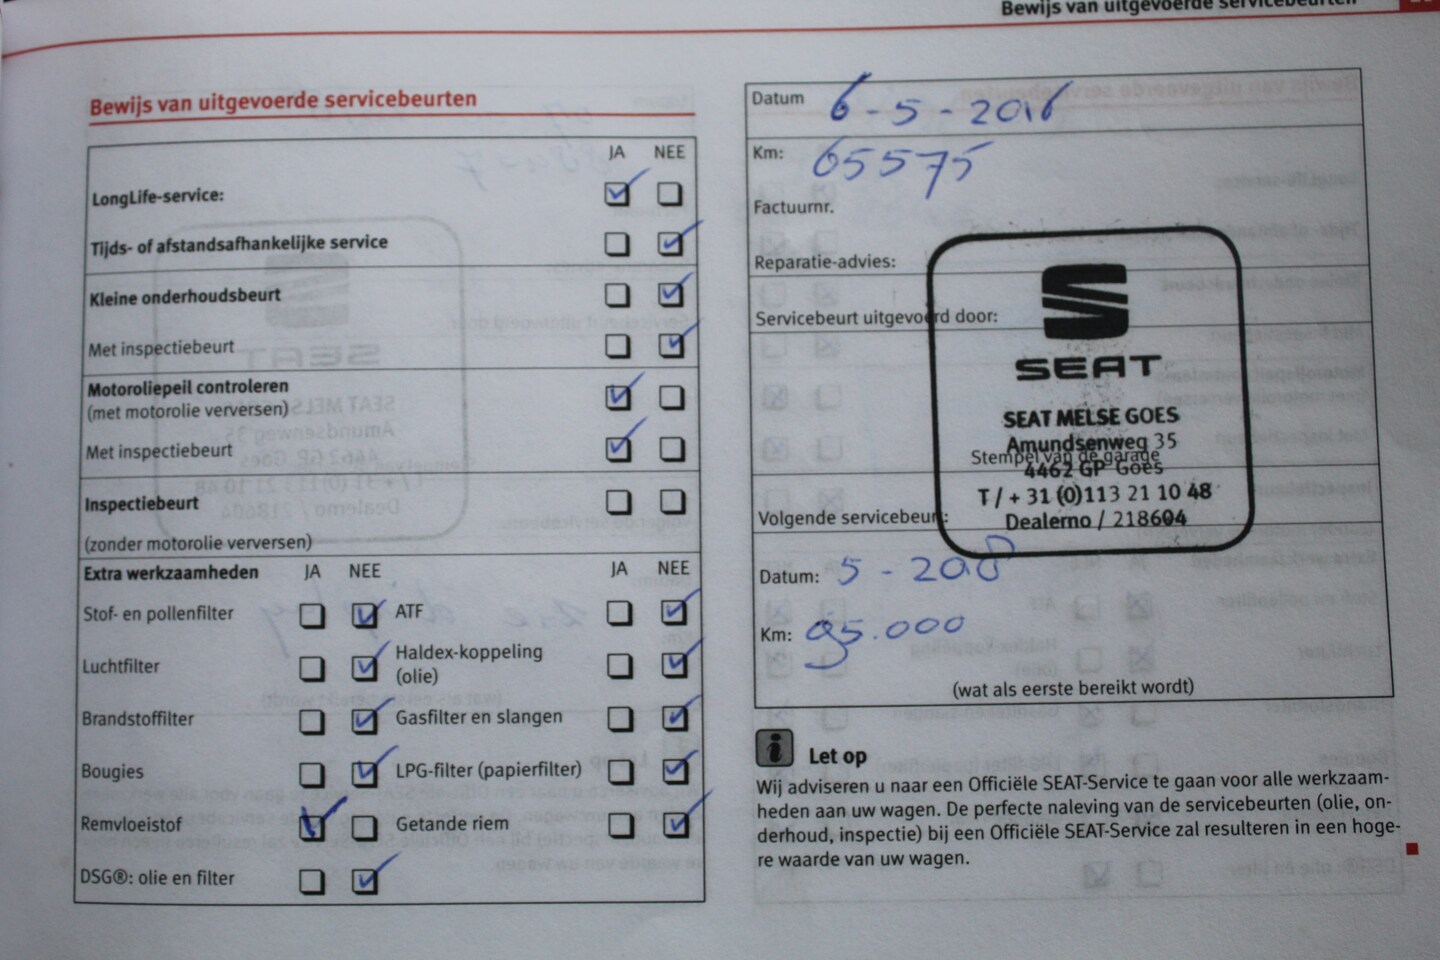 Bewijs van uitgevoerde servicebeurten
Bewijs van uitgevoerde servicebeurten
JA NEE
LongLife-service:
Tijds- of afstandsafhankelijke service
Kleine onderhoudsbeurt
Met inspectiebeurt
Motoroliepeil controleren
(met motorolie verversen)
Met inspectiebeurt
Inspectiebeurt
(zonder motorolie verversen)
Extra werkzaamheden JA NEE JA NEE
Stof- en pollenfilter ATF
Luchtfilter Haldex-koppeling
(olie)
Brandstoffilter Gasfilter en slangen
Bougies LPG-filter (papierfilter)
Remvloeistof Getande riem
DSG®: olie en filter
Datum 6-5-2016
Km: 65575
Factuurnr.
Reparatie-advies:
Servicebeurt uitgevoerd door:
SEAT
SEAT MELSE GOES
Amundsenweg 35
Stempel van de garage
4462 GP Goes
T / + 31 (0)113 21 10 48
Dealerno / 218604
Volgende servicebeurt:
Datum: 5 -
Km: 95.000
(wat als eerste bereikt wordt)
Let op
Wij adviseren u naar een Officiële SEAT-Service te gaan voor alle werkzaam-
heden aan uw wagen. De perfecte naleving van de servicebeurten (olie, on-
derhoud, inspectie) bij een Officiële SEAT-Service zal resulteren in een hoge-
re waarde van uw wagen.